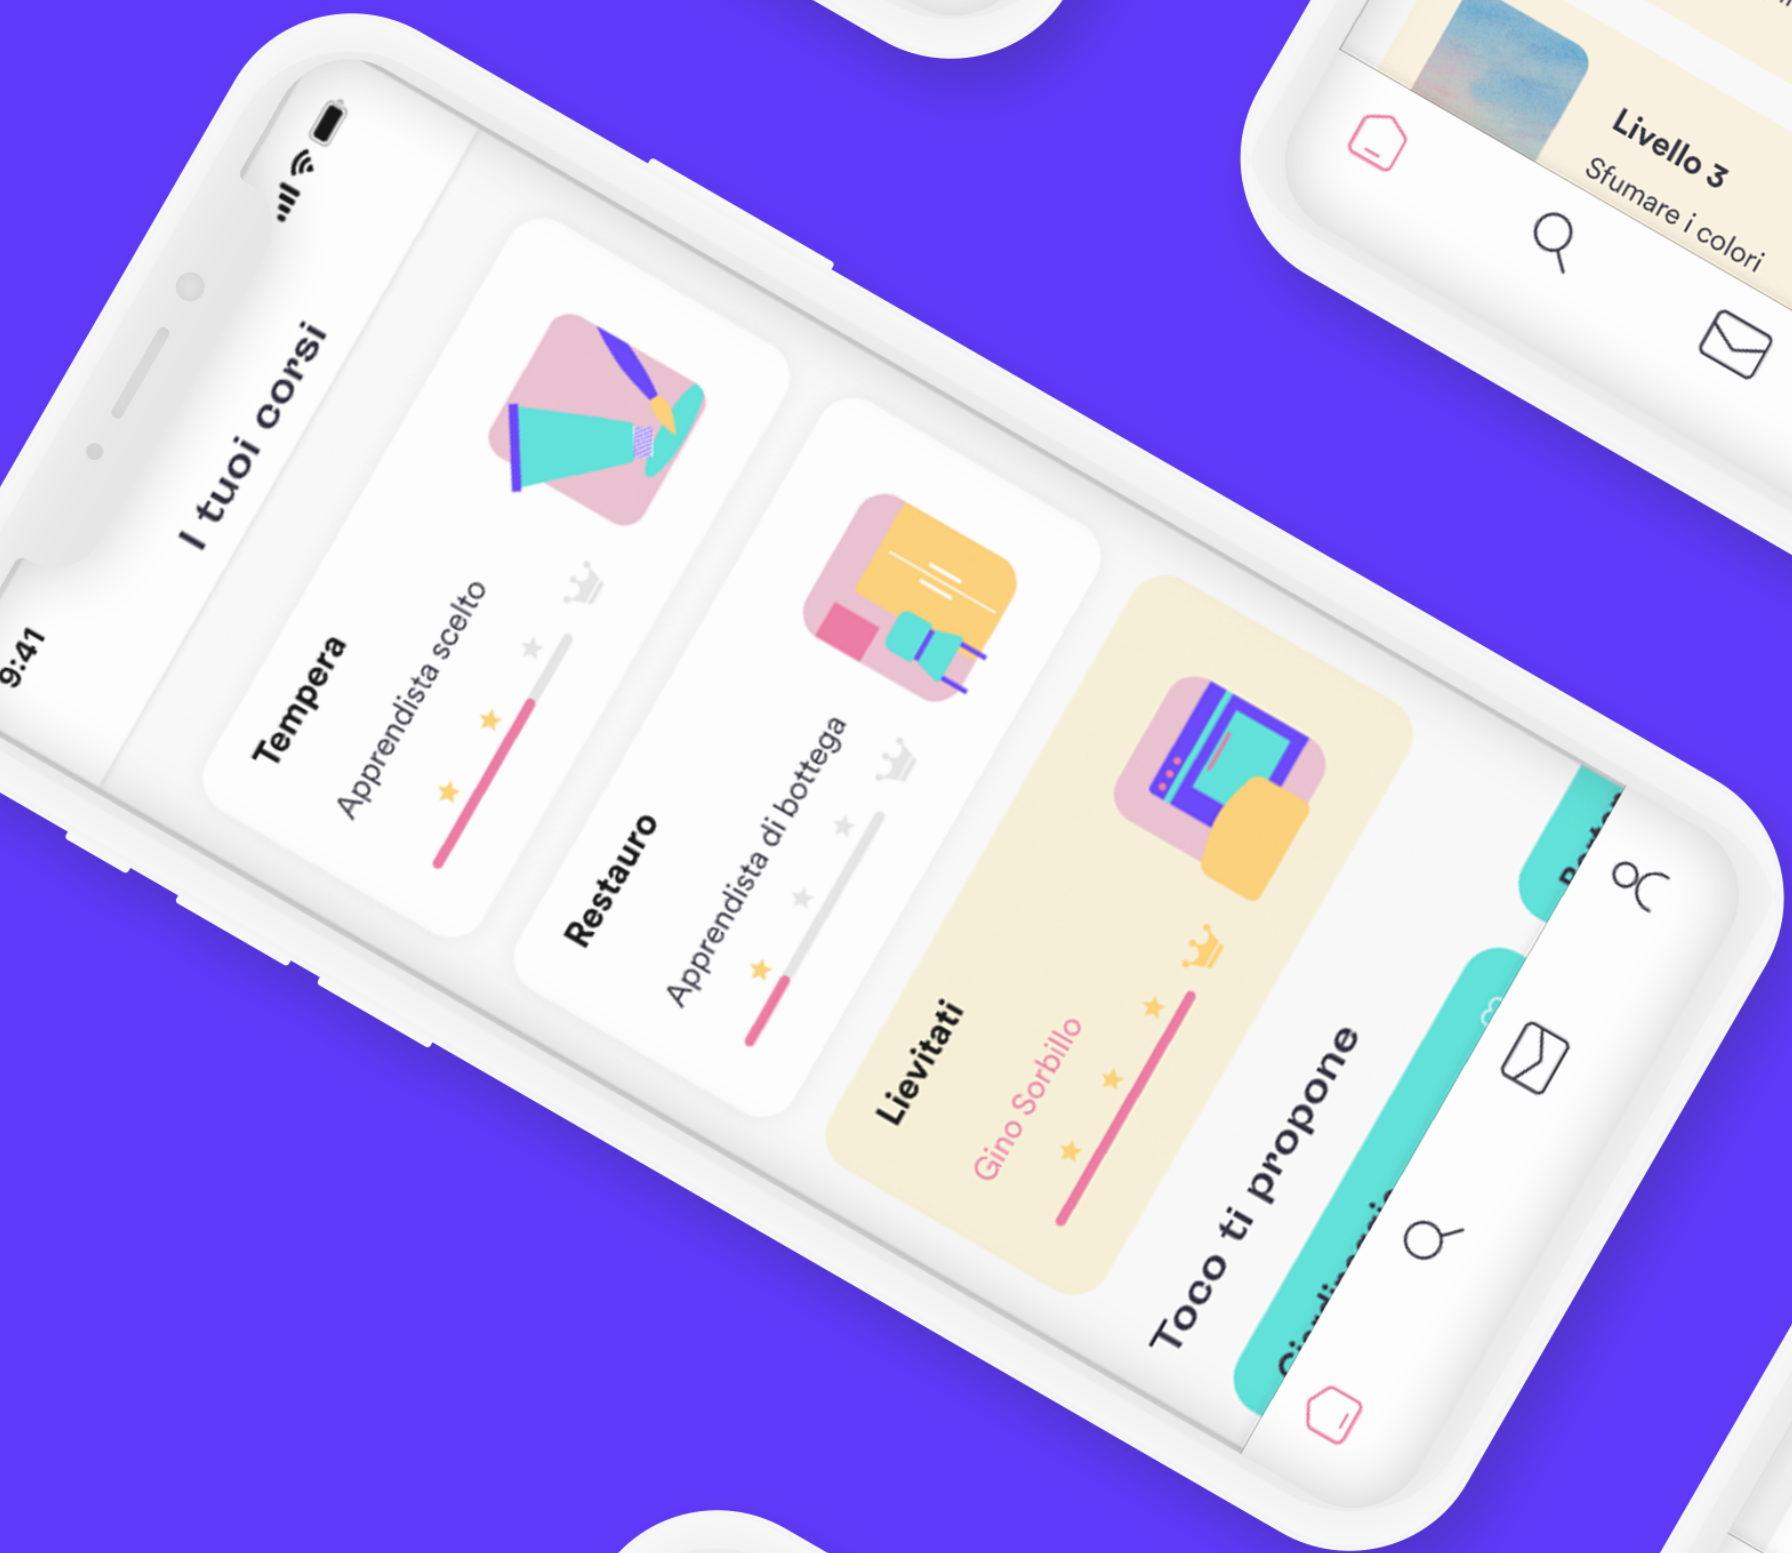 9:41
I tuoi corsi
Tempera
Apprendista scelto
Restauro
Apprendista di bottega
Lievitati
Gino Sorbillo
Toco ti propone
Livello 3
Sfumare i colori